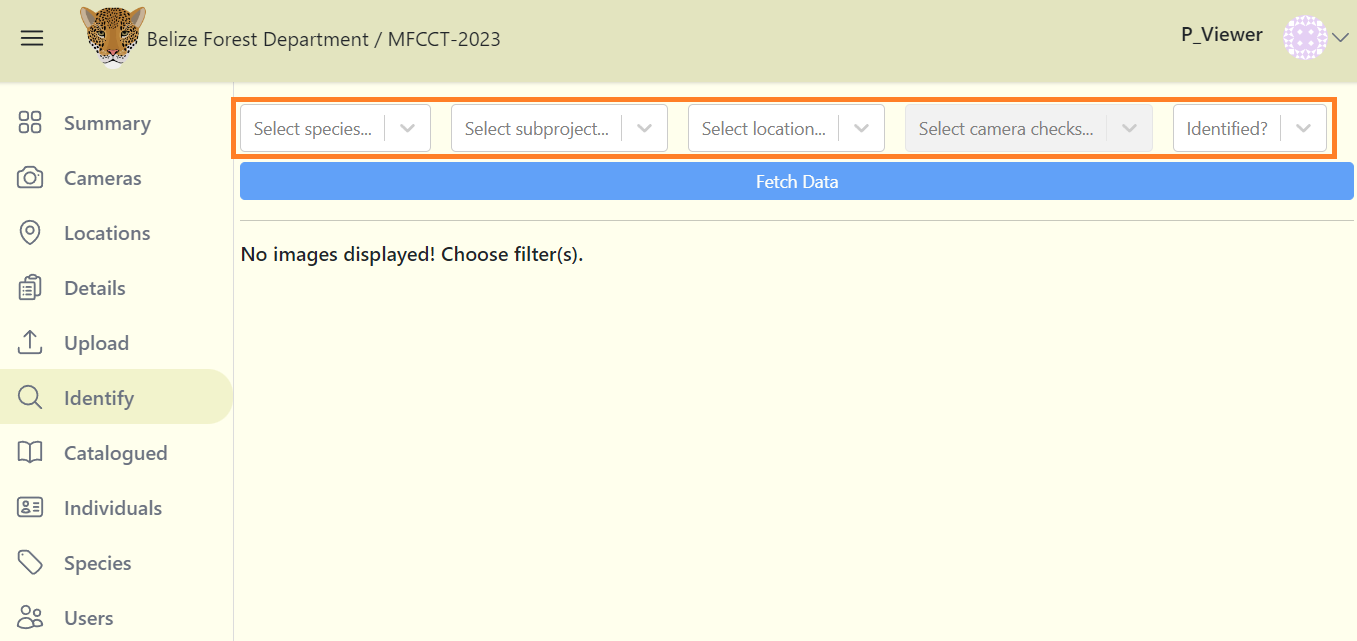 Belize Forest Department / MFCCT-2023
P_Viewer
Summary
Cameras
Locations
Details
Upload
Identify
Catalogued
Individuals
Species
Users
Select species...
Select subproject...
Select location...
Select camera checks...
Identified?
Fetch Data
No images displayed! Choose filter(s).